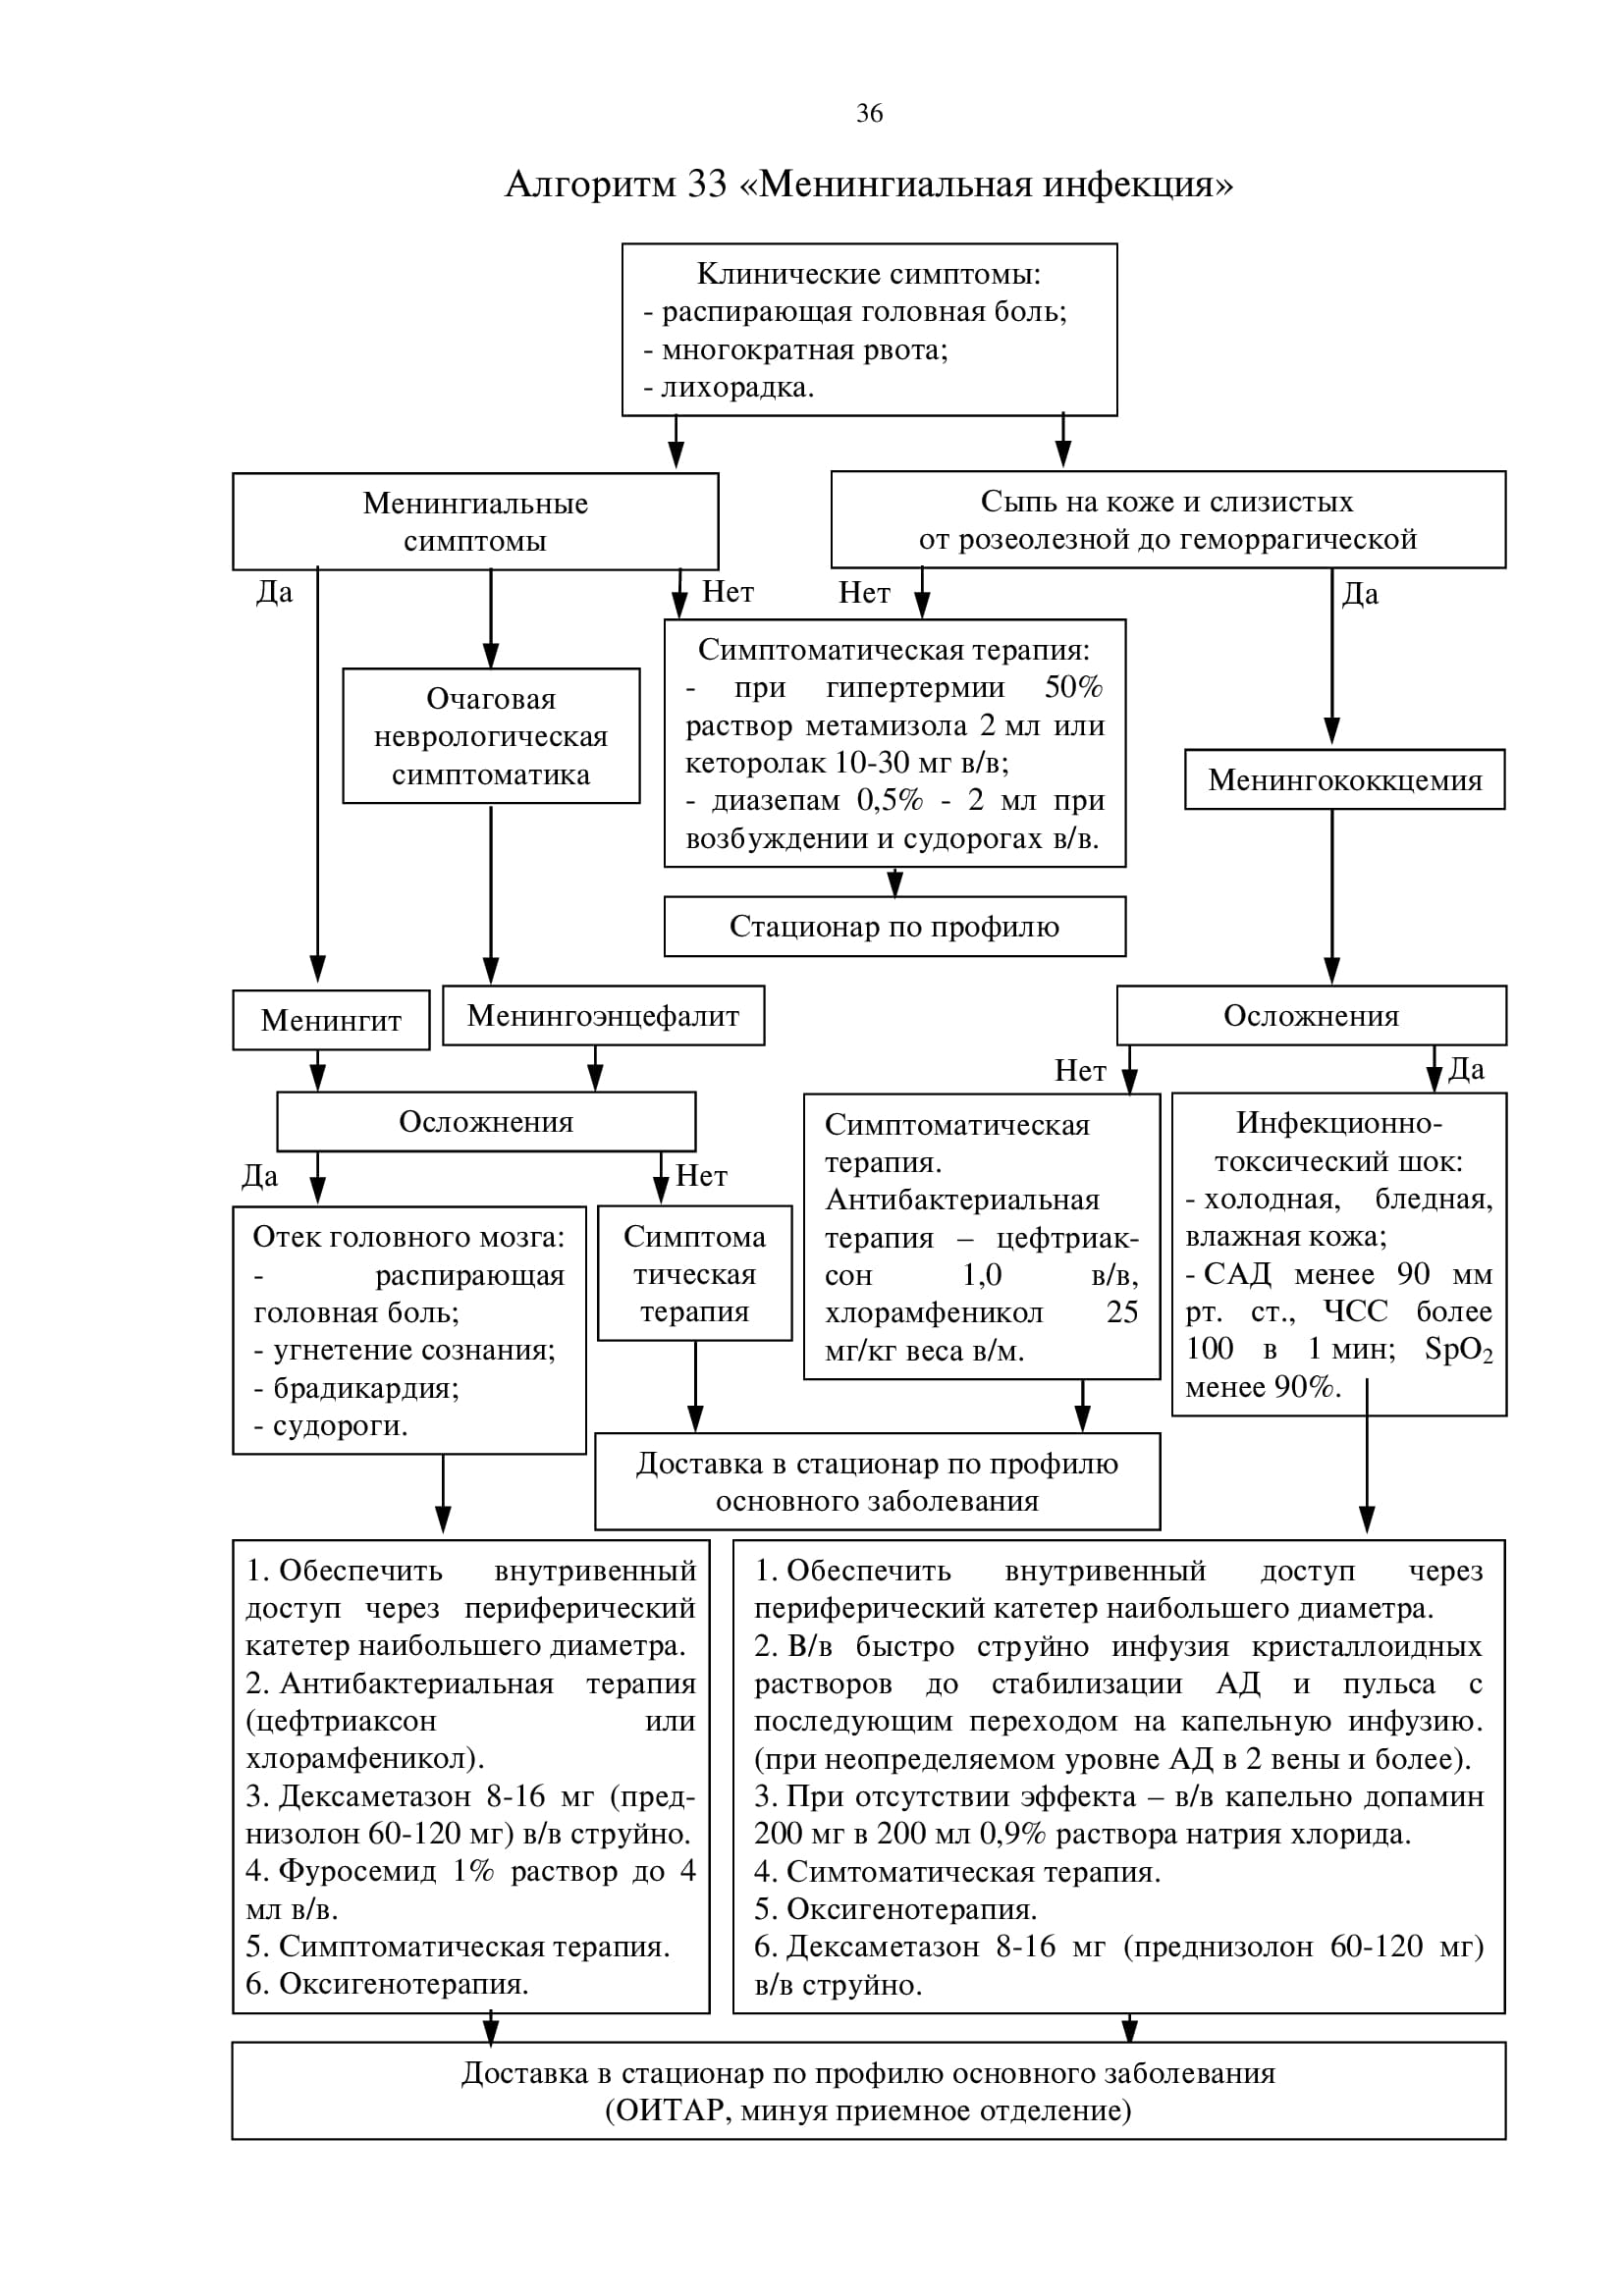 36
Алгоритм 33 «Менингиальная инфекция»
Клинические симптомы:
- распирающая головная боль;
- многократная рвота;
- лихорадка.
Менингиальные
симптомы
Сыпь на коже и слизистых
от розеолезной до геморрагической
Да
Нет
Нет
Да
Очаговая
неврологическая
симптоматика
Симптоматическая терапия:
- при гипертермии 50%
раствор метамизола 2 мл или
кеторолак 10-30 мг в/в;
- диазепам 0,5% - 2 мл при
возбуждении и судорогах в/в.
Менингококкцемия
Стационар по профилю
Менингит
Менингоэнцефалит
Осложнения
Нет
Да
Осложнения
Да
Нет
Отек головного мозга:
- распирающая
головная боль;
- угнетение сознания;
- брадикардия;
- судороги.
Симптома
тическая
терапия
Симптоматическая
терапия.
Антибактериальная
терапия – цефтриак-
сон 1,0 в/в,
хлорамфеникол 25
мг/кг веса в/м.
Инфекционно-
токсический шок:
- холодная, бледная,
влажная кожа;
- САД менее 90 мм
рт. ст., ЧСС более
100 в 1 мин; SpO₂
менее 90%.
Доставка в стационар по профилю
основного заболевания
1. Обеспечить внутривенный
доступ через периферический
катетер наибольшего диаметра.
2. Антибактериальная терапия
(цефтриаксон или
хлорамфеникол).
3. Дексаметазон 8-16 мг (пред-
низолон 60-120 мг) в/в струйно.
4. Фуросемид 1% раствор до 4
мл в/в.
5. Симптоматическая терапия.
6. Оксигенотерапия.
1. Обеспечить внутривенный доступ через
периферический катетер наибольшего диаметра.
2. В/в быстро струйно инфузия кристаллоидных
растворов до стабилизации АД и пульса с
последующим переходом на капельную инфузию.
(при неопределяемом уровне АД в 2 вены и более).
3. При отсутствии эффекта – в/в капельно допамин
200 мг в 200 мл 0,9% раствора натрия хлорида.
4. Симтоматическая терапия.
5. Оксигенотерапия.
6. Дексаметазон 8-16 мг (преднизолон 60-120 мг)
в/в струйно.
Доставка в стационар по профилю основного заболевания
(ОИТАР, минуя приемное отделение)